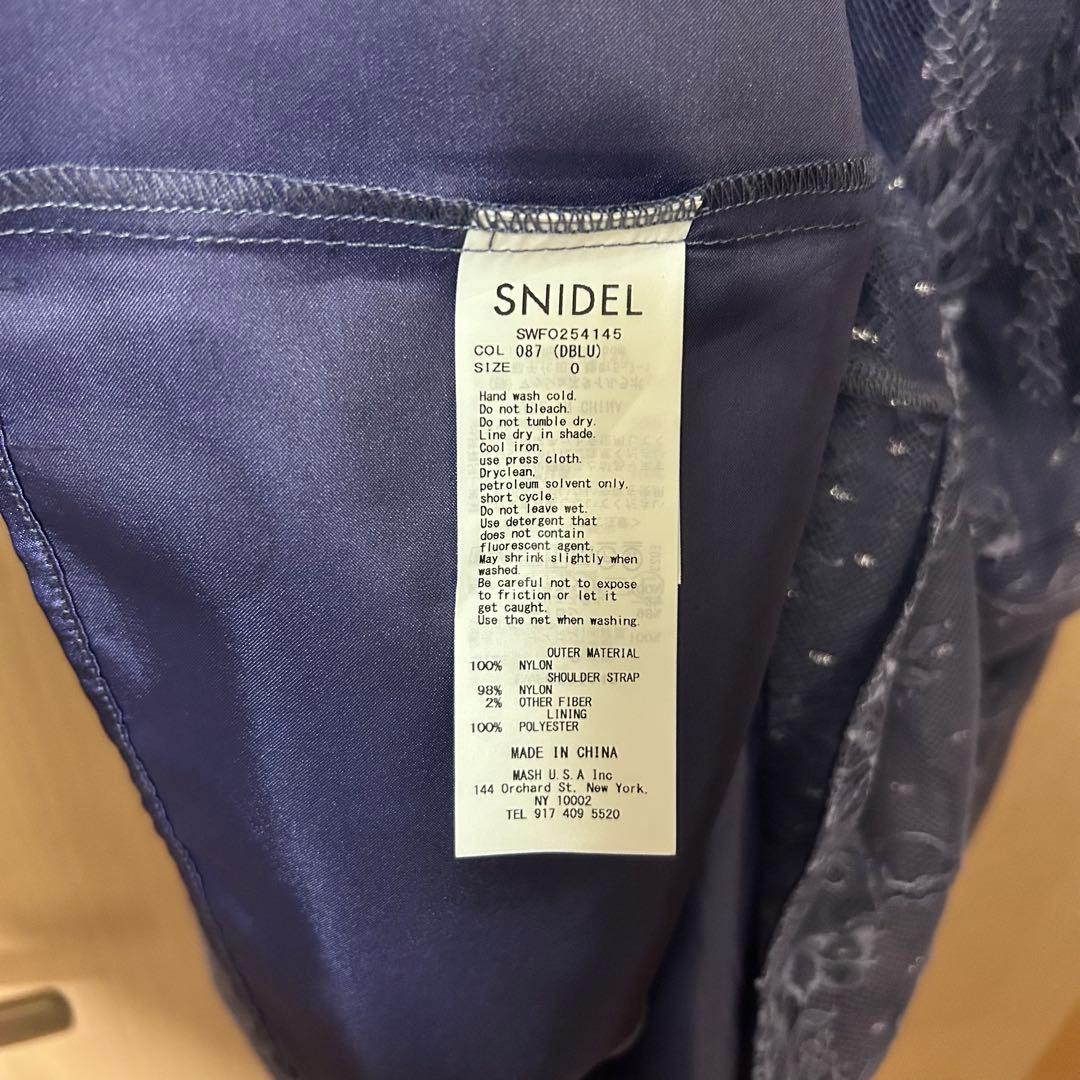 SNIDEL
SWFO254145
COL 087 (DBLU)
SIZE 0
Hand wash cold.
Do not bleach.
Do not tumble dry.
Line dry in shade.
Cool iron.
use press cloth.
Dryclean,
petroleum solvent only,
short cycle.
Do not leave wet.
Use detergent that
does not contain
fluorescent agent.
May shrink slightly when
washed.
Be careful not to expose
to friction or let it
get caught.
Use the net when washing.
OUTER MATERIAL
100% NYLON
SHOULDER STRAP
98% NYLON
2% OTHER FIBER
LINING
100% POLYESTER
MADE IN CHINA
MASH U.S.A Inc
144 Orchard St, New York,
NY 10002
TEL 917 409 5520